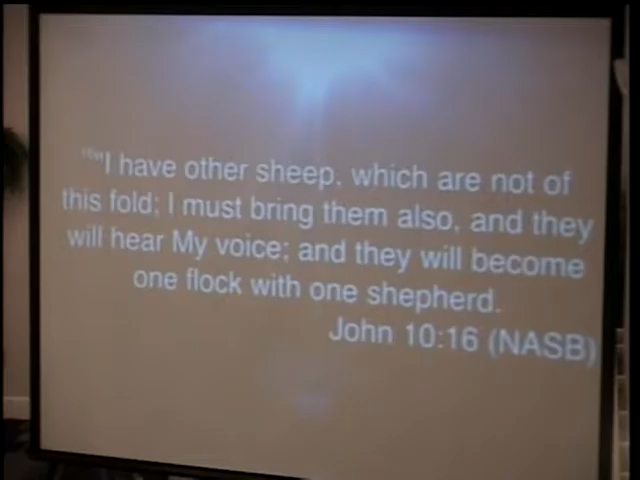 16 "I have other sheep, which are not of
this fold; I must bring them also, and they
will hear My voice; and they will become
one flock with one shepherd.
John 10:16 (NASB)